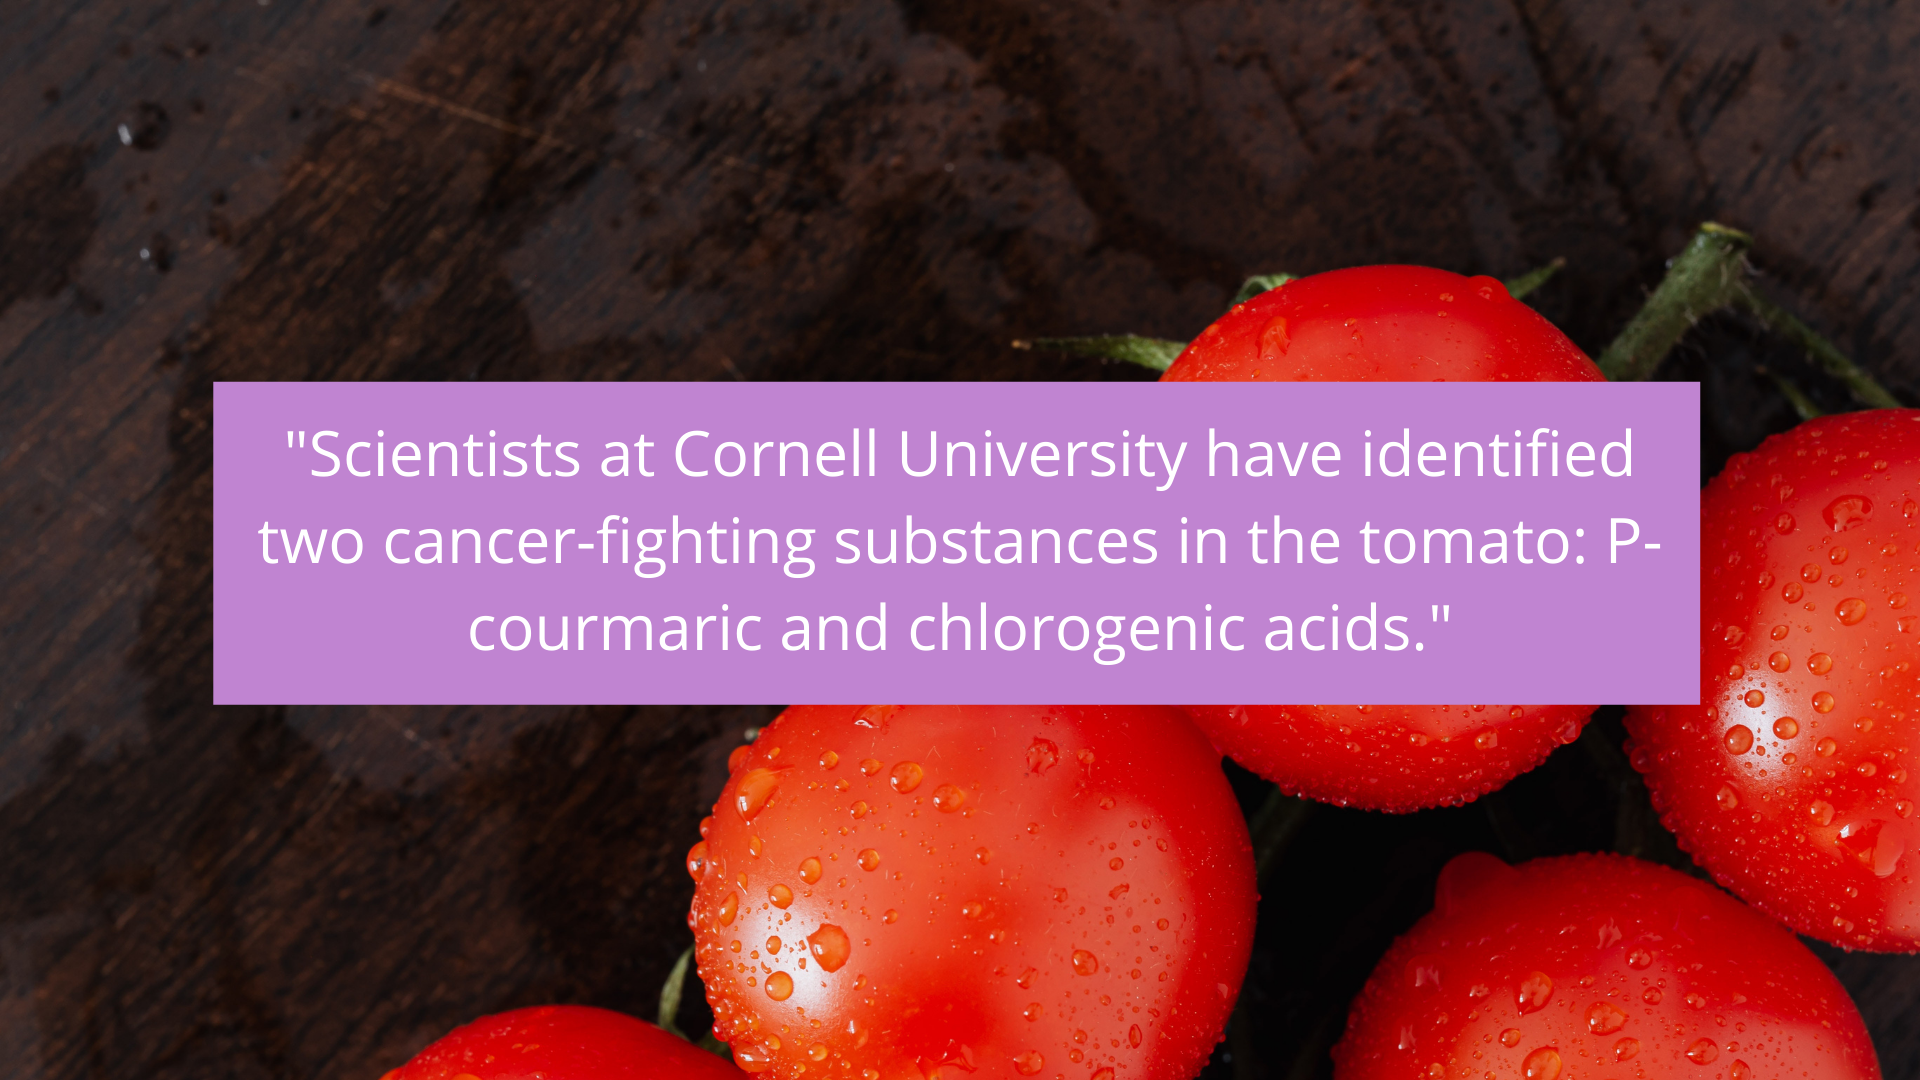 "Scientists at Cornell University have identified
two cancer-fighting substances in the tomato: P-
courmaric and chlorogenic acids."